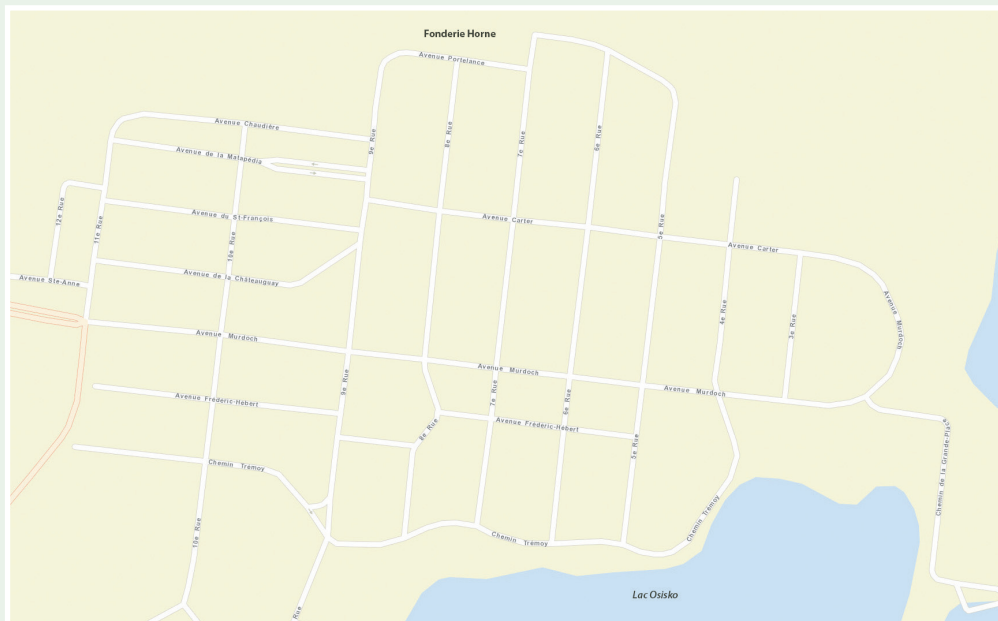 Fonderie Horne
Avenue Portelance
Avenue Chaudière
9e Rue
8e Rue
7e Rue
6e Rue
Avenue de la Matapédia
12e Rue
11e Rue
Avenue du St-François
10e Rue
Avenue Carter
5e Rue
Avenue Carter
Avenue Ste-Anne
Avenue de la Châteauguay
4e Rue
3e Rue
Avenue Murdoch
Avenue Murdoch
Avenue Murdoch
Avenue Murdoch
9e Rue
7e Rue
6e Rue
Avenue Frédéric-Hébert
8e Rue
Avenue Frédéric-Hébert
5e Rue
Chemin de la Grande-Plage
Chemin Trémoy
10e Rue
Chemin Trémoy
Chemin Trémoy
Lac Osisko
Rue